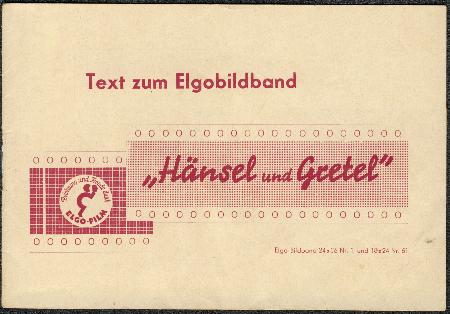 Text zum Elgobildband
„Hänsel und Gretel"
ELGO-FILM
Elgo Bildband 24x36 Nr. 1 und 18x24 Nr. 61